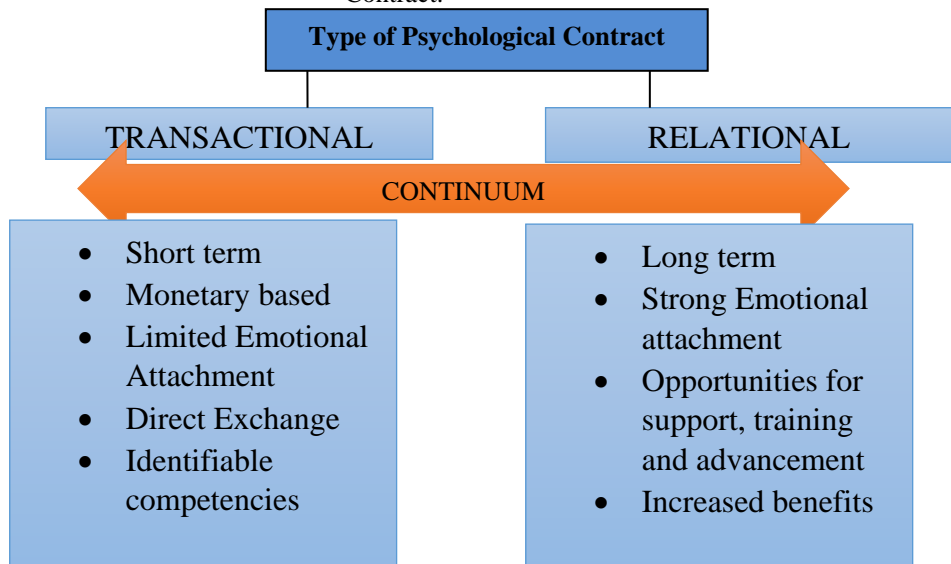 Contract.
Type of Psychological Contract
TRANSACTIONAL
RELATIONAL
CONTINUUM
• Short term
• Monetary based
• Limited Emotional
Attachment
• Direct Exchange
• Identifiable
competencies
• Long term
• Strong Emotional
attachment
• Opportunities for
support, training
and advancement
• Increased benefits